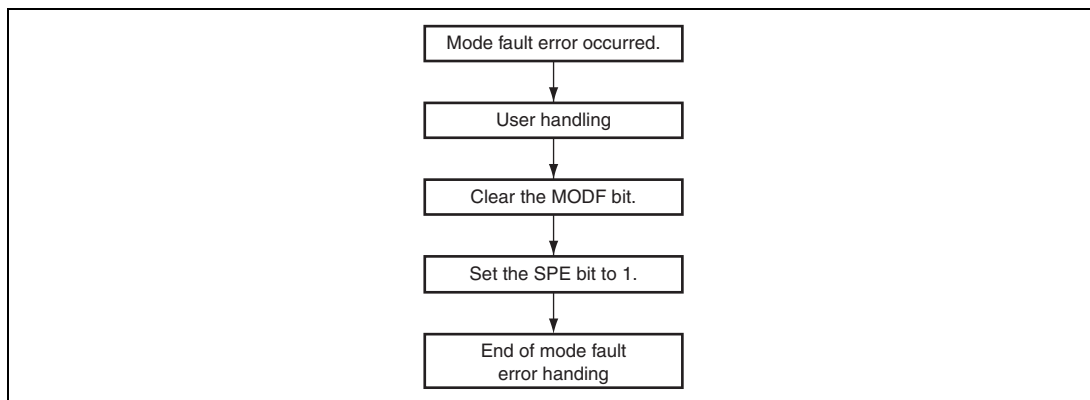 Mode fault error occurred.
User handling
Clear the MODF bit.
Set the SPE bit to 1.
End of mode fault
error handing